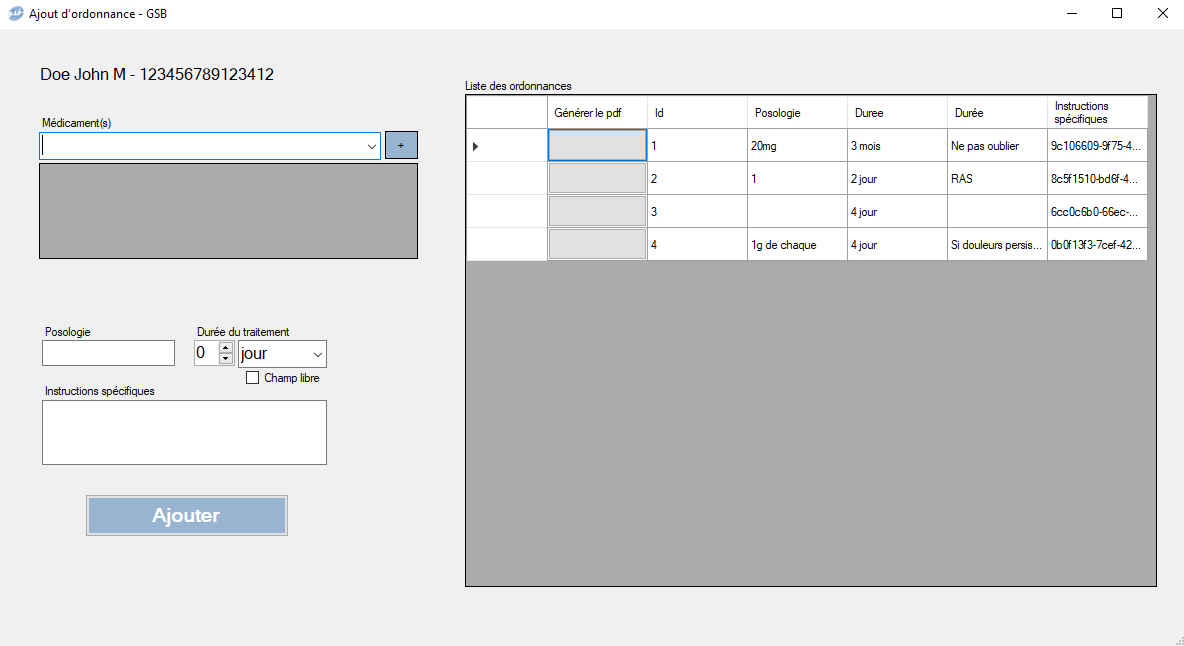 Ajout d'ordonnance - GSB
Doe John M - 123456789123412
Médicament(s)
+
Posologie
Durée du traitement
0
jour
Champ libre
Instructions spécifiques
Ajouter
Liste des ordonnances
Générer le pdf Id Posologie Duree Durée Instructions spécifiques
1 20mg 3 mois Ne pas oublier 9c106609-9f75-4...
2 1 2 jour RAS 8c5f1510-bd6f-4...
3 4 jour 6cc0c6b0-66ec-...
4 1g de chaque 4 jour Si douleurs persis... 0b0f13f3-7cef-42...